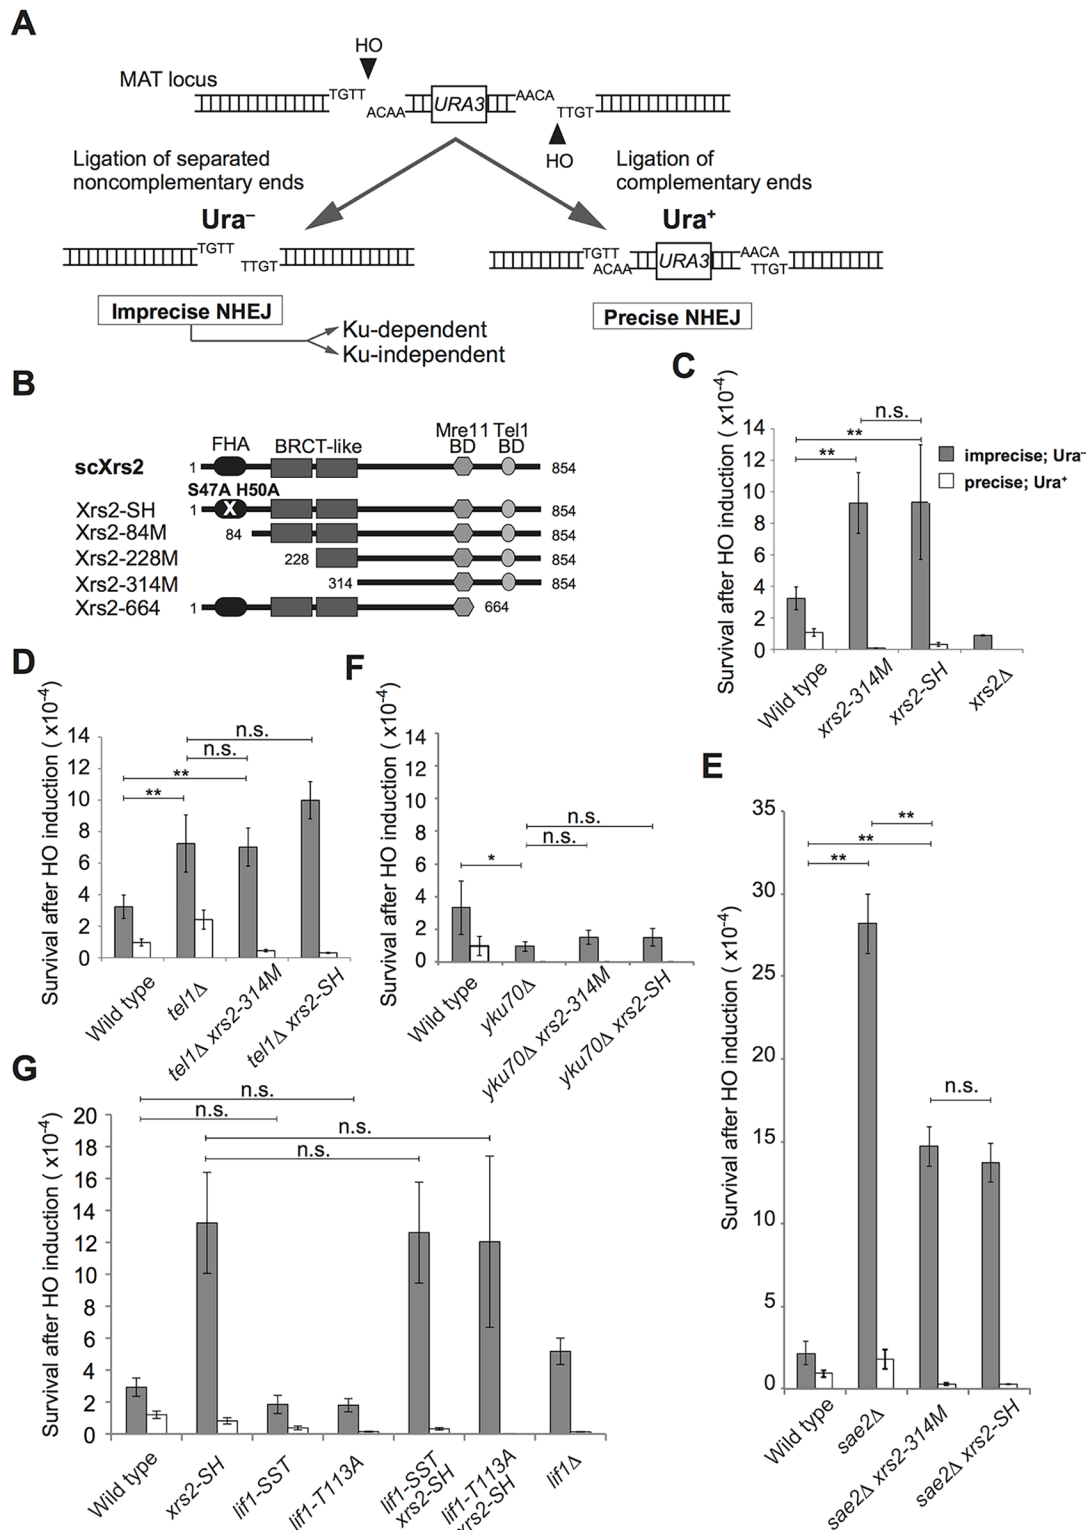 A
HO
MAT locus
TGTT
ACAA
URA3
AACA
TTGT
HO
Ligation of separated
noncomplementary ends
Ura⁻
Ligation of
complementary ends
Ura⁺
TGTT
TTGT
TGTT
ACAA
URA3
AACA
TTGT
Imprecise NHEJ
Ku-dependent
Ku-independent
Precise NHEJ
B
FHA
BRCT-like
Mre11
BD
Tel1
BD
scXrs2
1
854
S47A H50A
Xrs2-SH
1
X
854
Xrs2-84M
84
854
Xrs2-228M
228
854
Xrs2-314M
314
854
Xrs2-664
1
664
C
Survival after HO induction ( x10⁻⁴)
14
12
10
8
6
4
2
0
n.s.
**
**
imprecise; Ura⁻
precise; Ura⁺
Wild type
xrs2-314M
xrs2-SH
xrs2Δ
D
Survival after HO induction ( x10⁻⁴)
14
12
10
8
6
4
2
0
n.s.
n.s.
**
**
Wild type
tel1Δ
tel1Δ xrs2-314M
tel1Δ xrs2-SH
F
Survival after HO induction ( x10⁻⁴)
14
12
10
8
6
4
2
0
n.s.
n.s.
*
Wild type
yku70Δ
yku70Δ xrs2-314M
yku70Δ xrs2-SH
E
Survival after HO induction ( x10⁻⁴)
35
30
25
20
15
10
5
0
**
**
**
n.s.
Wild type
sae2Δ
sae2Δ xrs2-314M
sae2Δ xrs2-SH
G
Survival after HO induction ( x10⁻⁴)
20
18
16
14
12
10
8
6
4
2
0
n.s.
n.s.
n.s.
n.s.
Wild type
xrs2-SH
lif1-SST
lif1-T113A
lif1-SST
xrs2-SH
lif1-T113A
xrs2-SH
lif1Δ